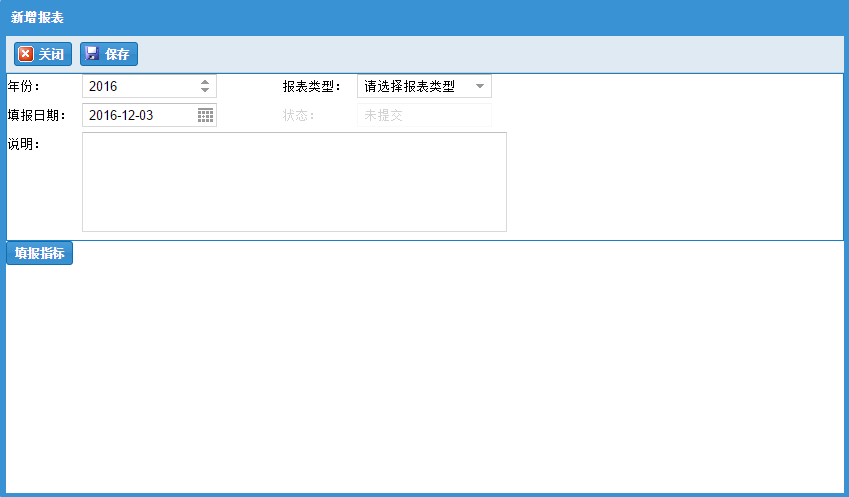 新增报表
关闭 保存
年份： 2016 报表类型： 请选择报表类型
填报日期： 2016-12-03 状态： 未提交
说明：
填报指标